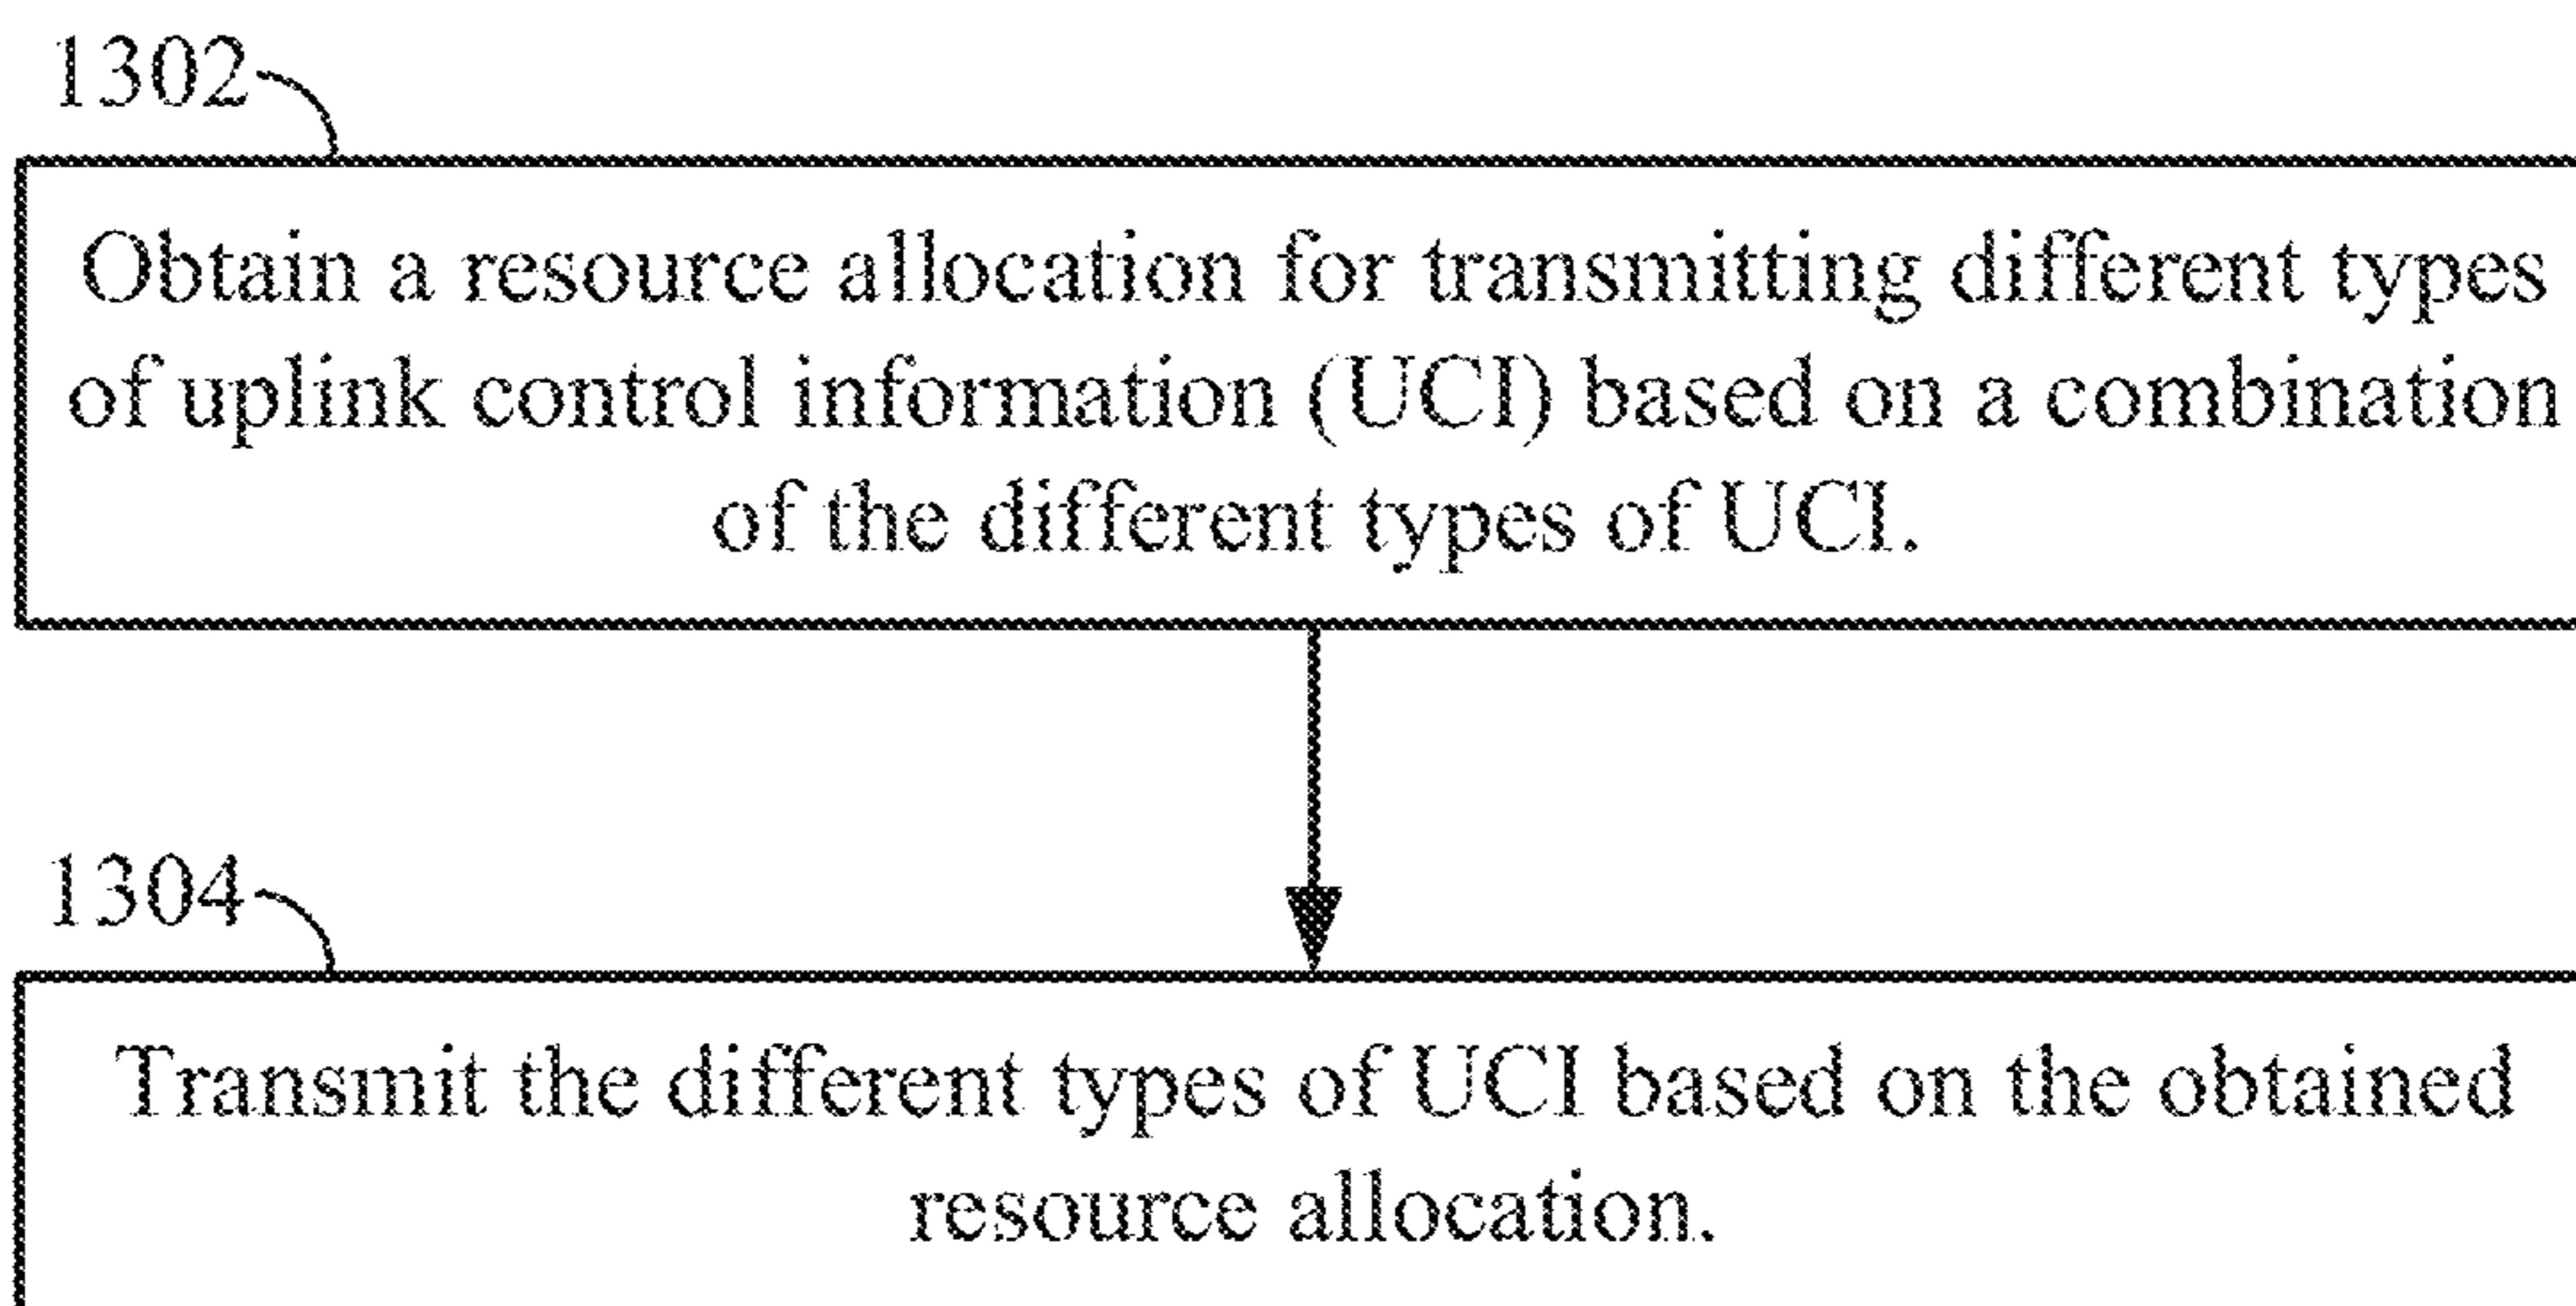 1302
Obtain a resource allocation for transmitting different types
of uplink control information (UCI) based on a combination
of the different types of UCI.
1304
Transmit the different types of UCI based on the obtained
resource allocation.